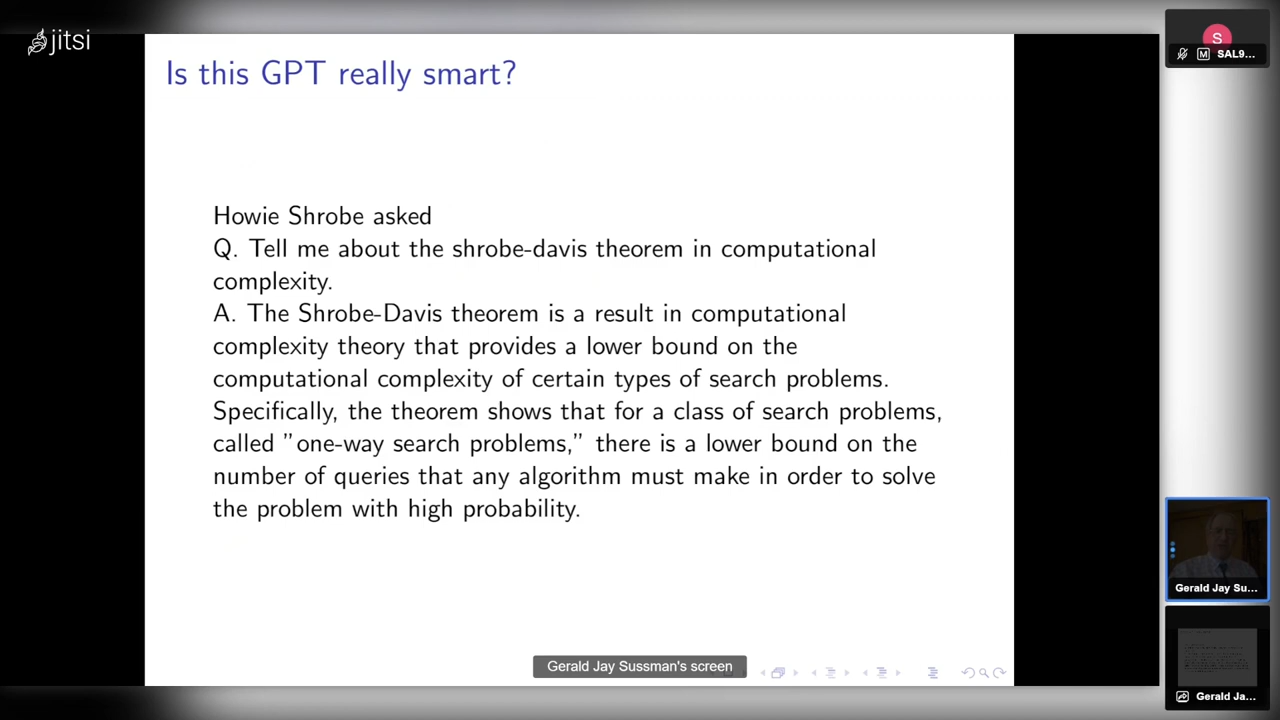 jitsi
Is this GPT really smart?
Howie Shrobe asked
Q. Tell me about the shrobe-davis theorem in computational
complexity.
A. The Shrobe-Davis theorem is a result in computational
complexity theory that provides a lower bound on the
computational complexity of certain types of search problems.
Specifically, the theorem shows that for a class of search problems,
called ”one-way search problems,” there is a lower bound on the
number of queries that any algorithm must make in order to solve
the problem with high probability.
Gerald Jay Sussman's screen
S
M SAL9...
Gerald Jay Su...
Gerald Ja...